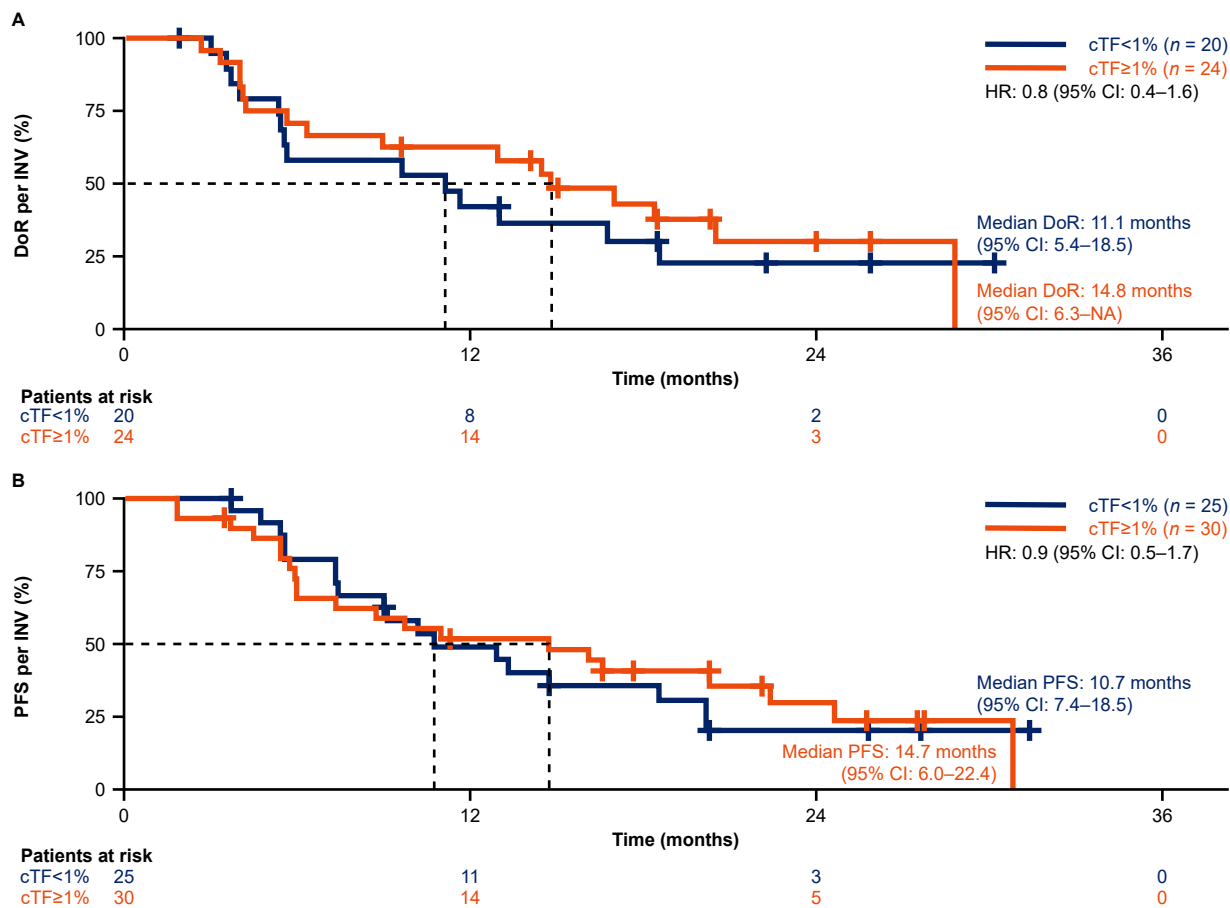 A
DoR per INV (%)
100
75
50
25
0
cTF<1% (n = 20)
cTF≥1% (n = 24)
HR: 0.8 (95% CI: 0.4–1.6)
Median DoR: 11.1 months
(95% CI: 5.4–18.5)
Median DoR: 14.8 months
(95% CI: 6.3–NA)
0 12 24 36
Time (months)
Patients at risk
cTF<1% 20 8 2 0
cTF≥1% 24 14 3 0
B
PFS per INV (%)
100
75
50
25
0
cTF<1% (n = 25)
cTF≥1% (n = 30)
HR: 0.9 (95% CI: 0.5–1.7)
Median PFS: 10.7 months
(95% CI: 7.4–18.5)
Median PFS: 14.7 months
(95% CI: 6.0–22.4)
0 12 24 36
Time (months)
Patients at risk
cTF<1% 25 11 3 0
cTF≥1% 30 14 5 0